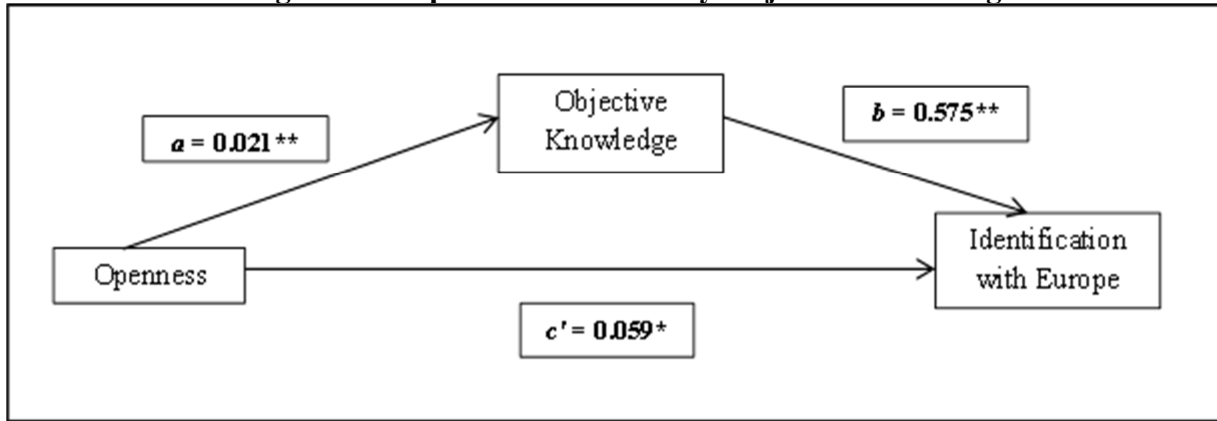 Objective
Knowledge
a = 0.021**
b = 0.575**
Openness
Identification
with Europe
c' = 0.059*